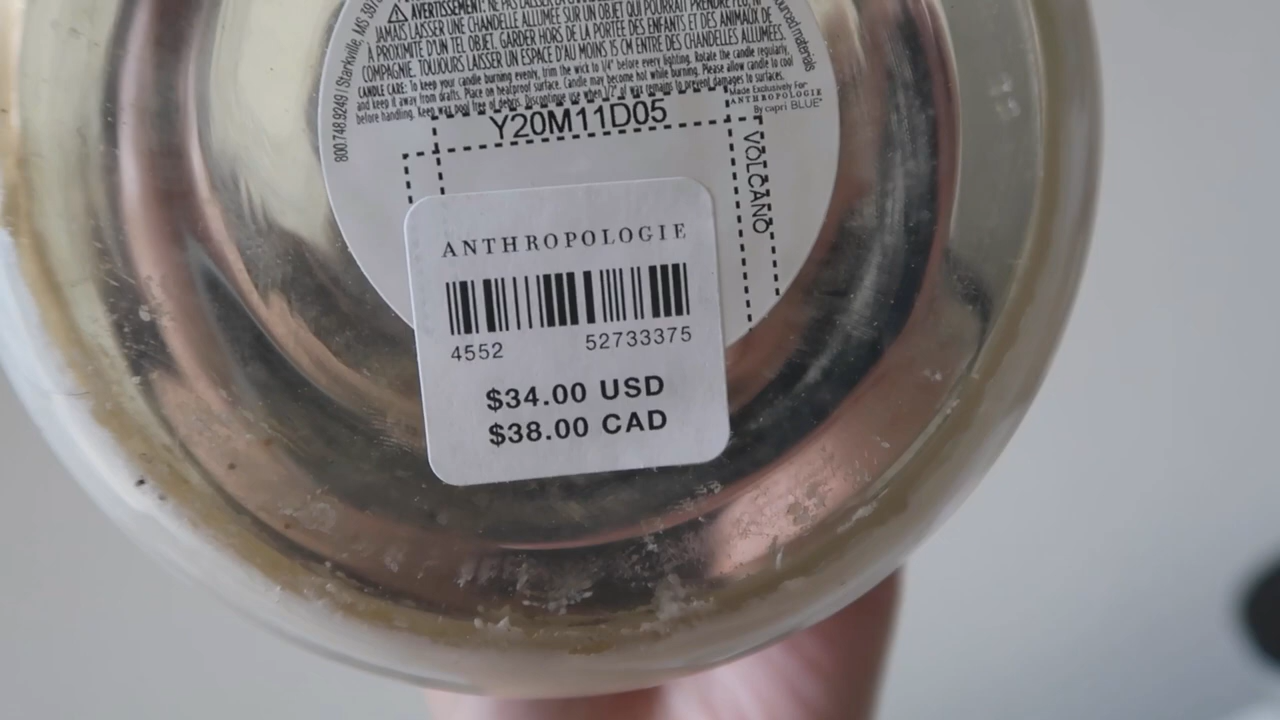 AVERTISSEMENT: NE PAS LAISSER
JAMAIS LAISSER UNE CHANDELLE ALLUMÉE SUR UN OBJET QUI POURRAIT PRENDRE FEU, NI
À PROXIMITÉ D'UN TEL OBJET. GARDER HORS DE LA PORTÉE DES ENFANTS ET DES ANIMAUX DE
COMPAGNIE. TOUJOURS LAISSER UN ESPACE D'AU MOINS 15 CM ENTRE DES CHANDELLES ALLUMÉES.
CANDLE CARE: To keep your candle burning evenly, trim the wick to 1/4" before every lighting. Rotate the candle regularly,
and keep it away from drafts. Place on heatproof surface. Candle may become hot while burning. Please allow candle to cool
before handling. Keep wax pool free of debris. Discontinue use when 1/2" of wax remains to prevent damages to surfaces.
800.748.9249 | Starkville, MS
materials
Made Exclusively For
ANTHROPOLOGIE
By capri BLUE
Y20M11D05
VOLCANO
ANTHROPOLOGIE
4552 52733375
$34.00 USD
$38.00 CAD